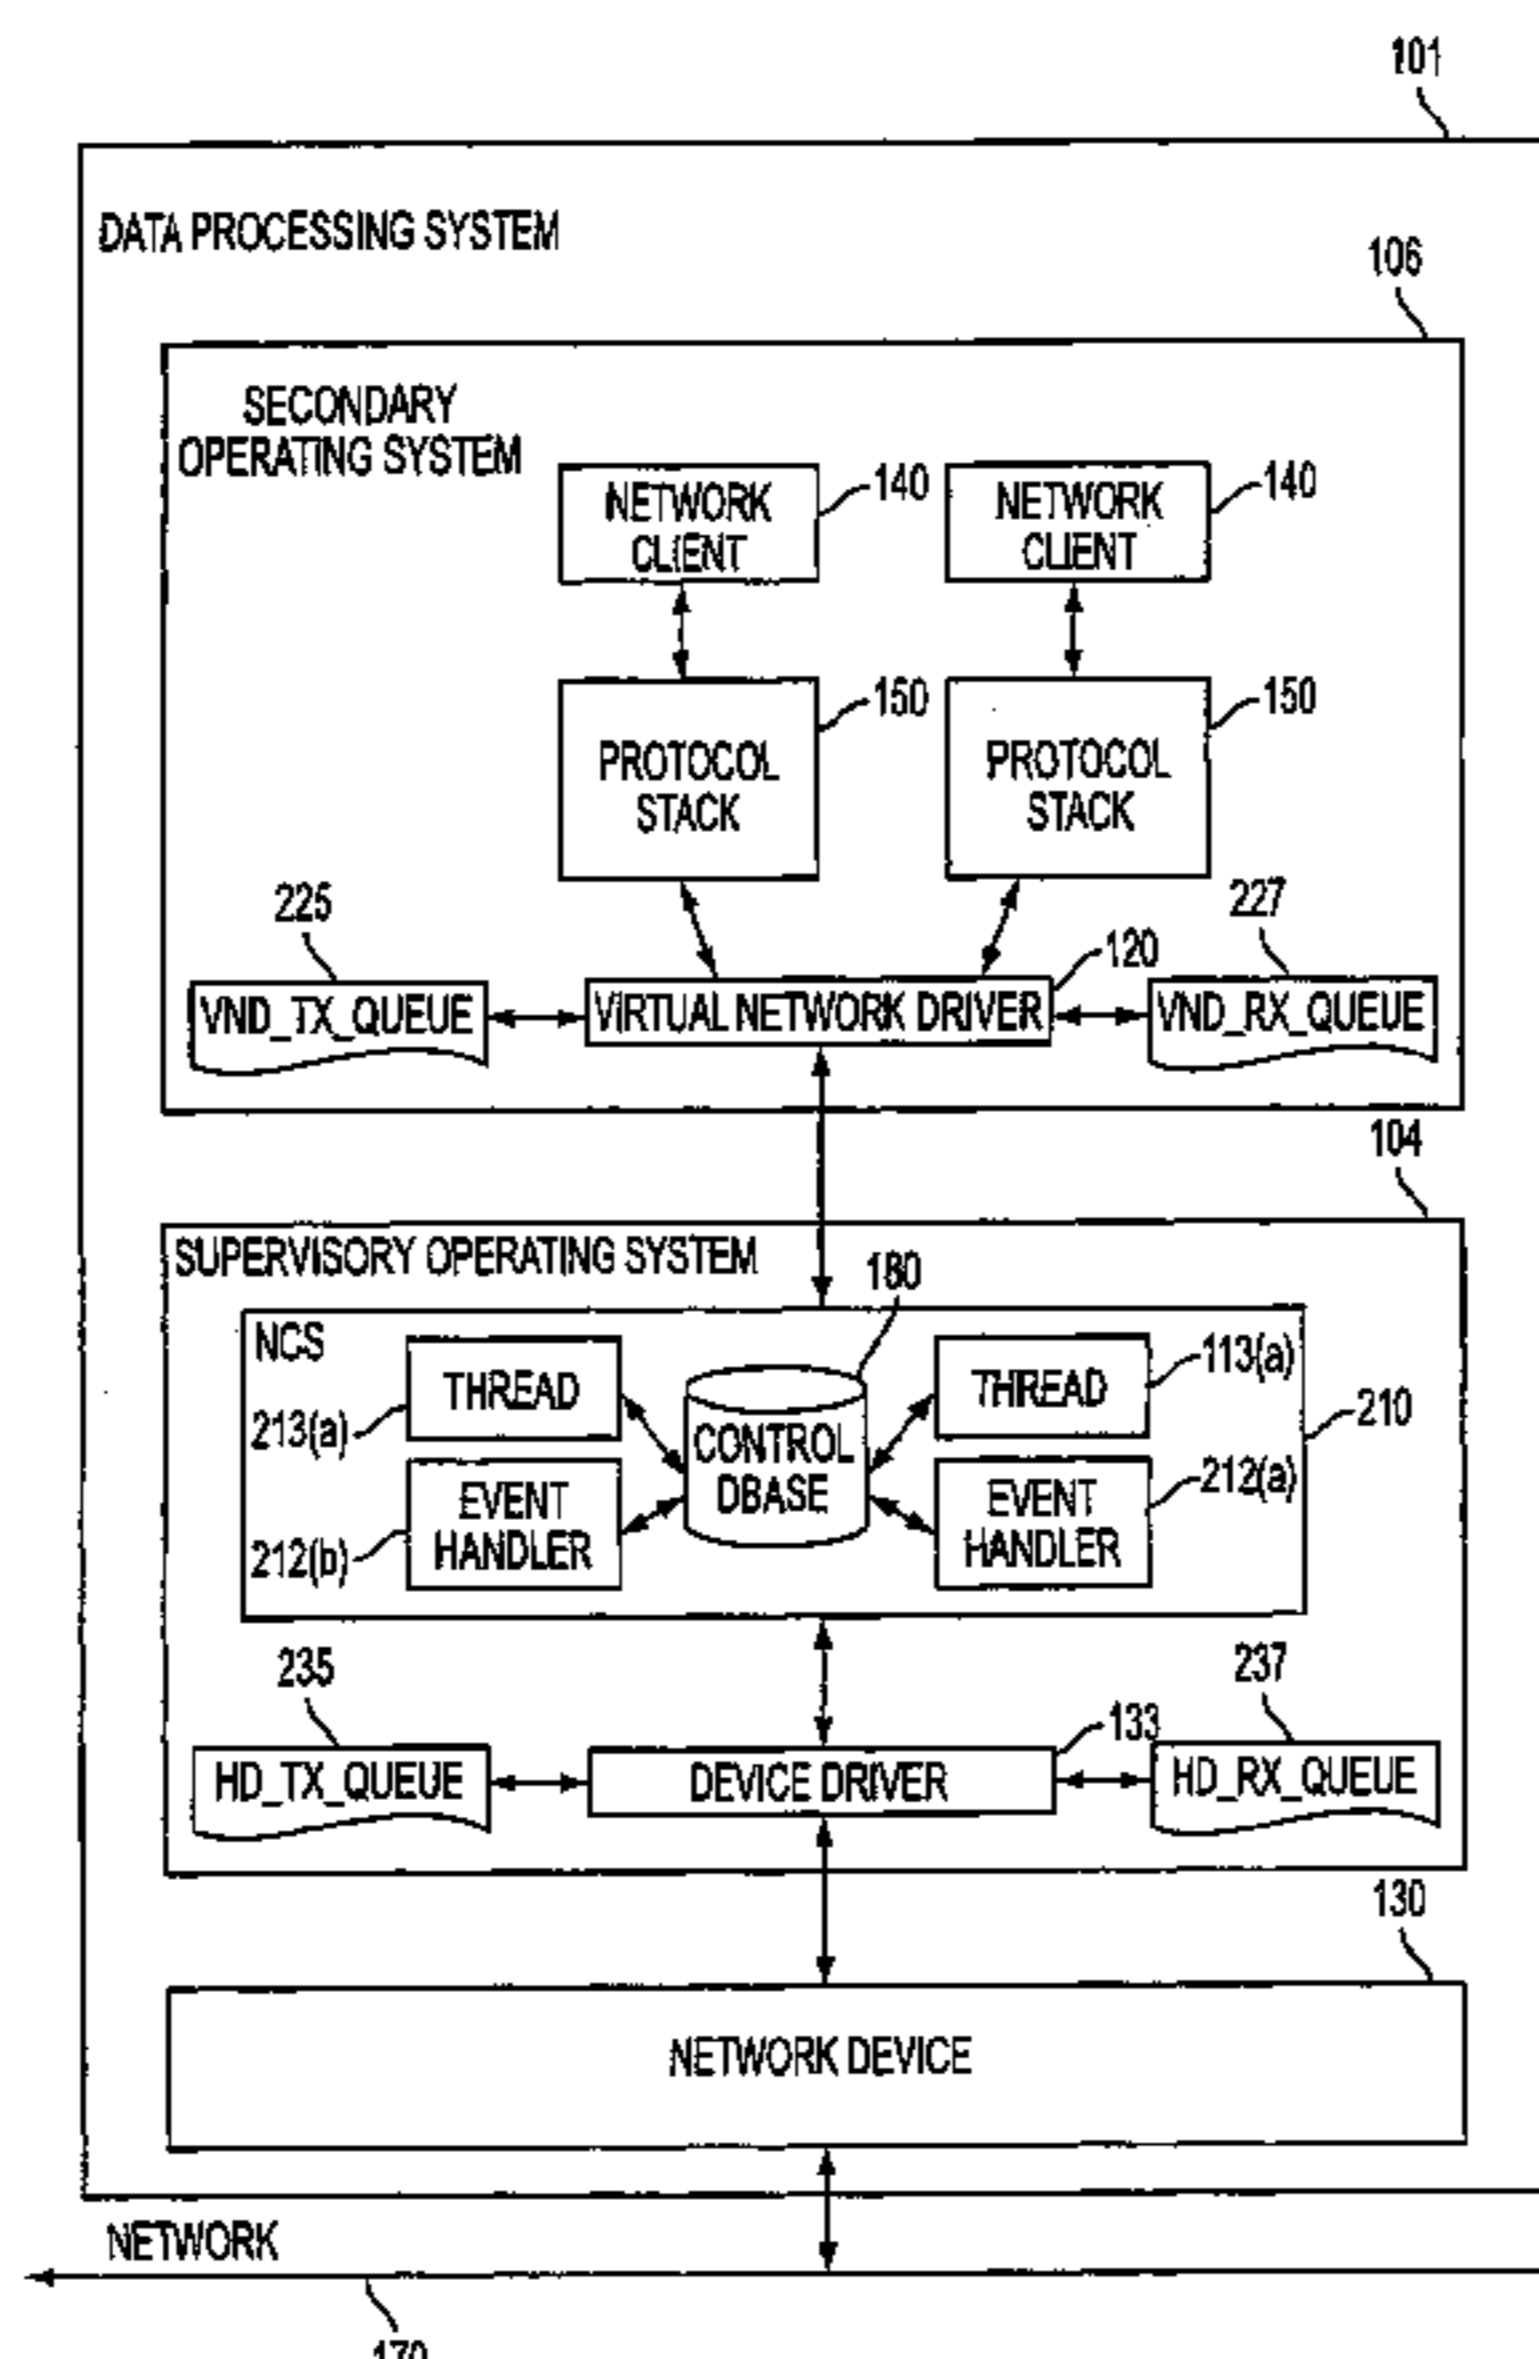 101
DATA PROCESSING SYSTEM
106
SECONDARY
OPERATING SYSTEM
NETWORK
CLIENT
140
NETWORK
CLIENT
140
PROTOCOL
STACK
150
PROTOCOL
STACK
150
225
227
120
VND_TX_QUEUE
VIRTUAL NETWORK DRIVER
VND_RX_QUEUE
104
SUPERVISORY OPERATING SYSTEM
180
NCS
THREAD
213(a)
CONTROL
DBASE
THREAD
113(a)
210
EVENT
HANDLER
212(b)
EVENT
HANDLER
212(a)
235
237
133
HD_TX_QUEUE
DEVICE DRIVER
HD_RX_QUEUE
130
NETWORK DEVICE
NETWORK
170